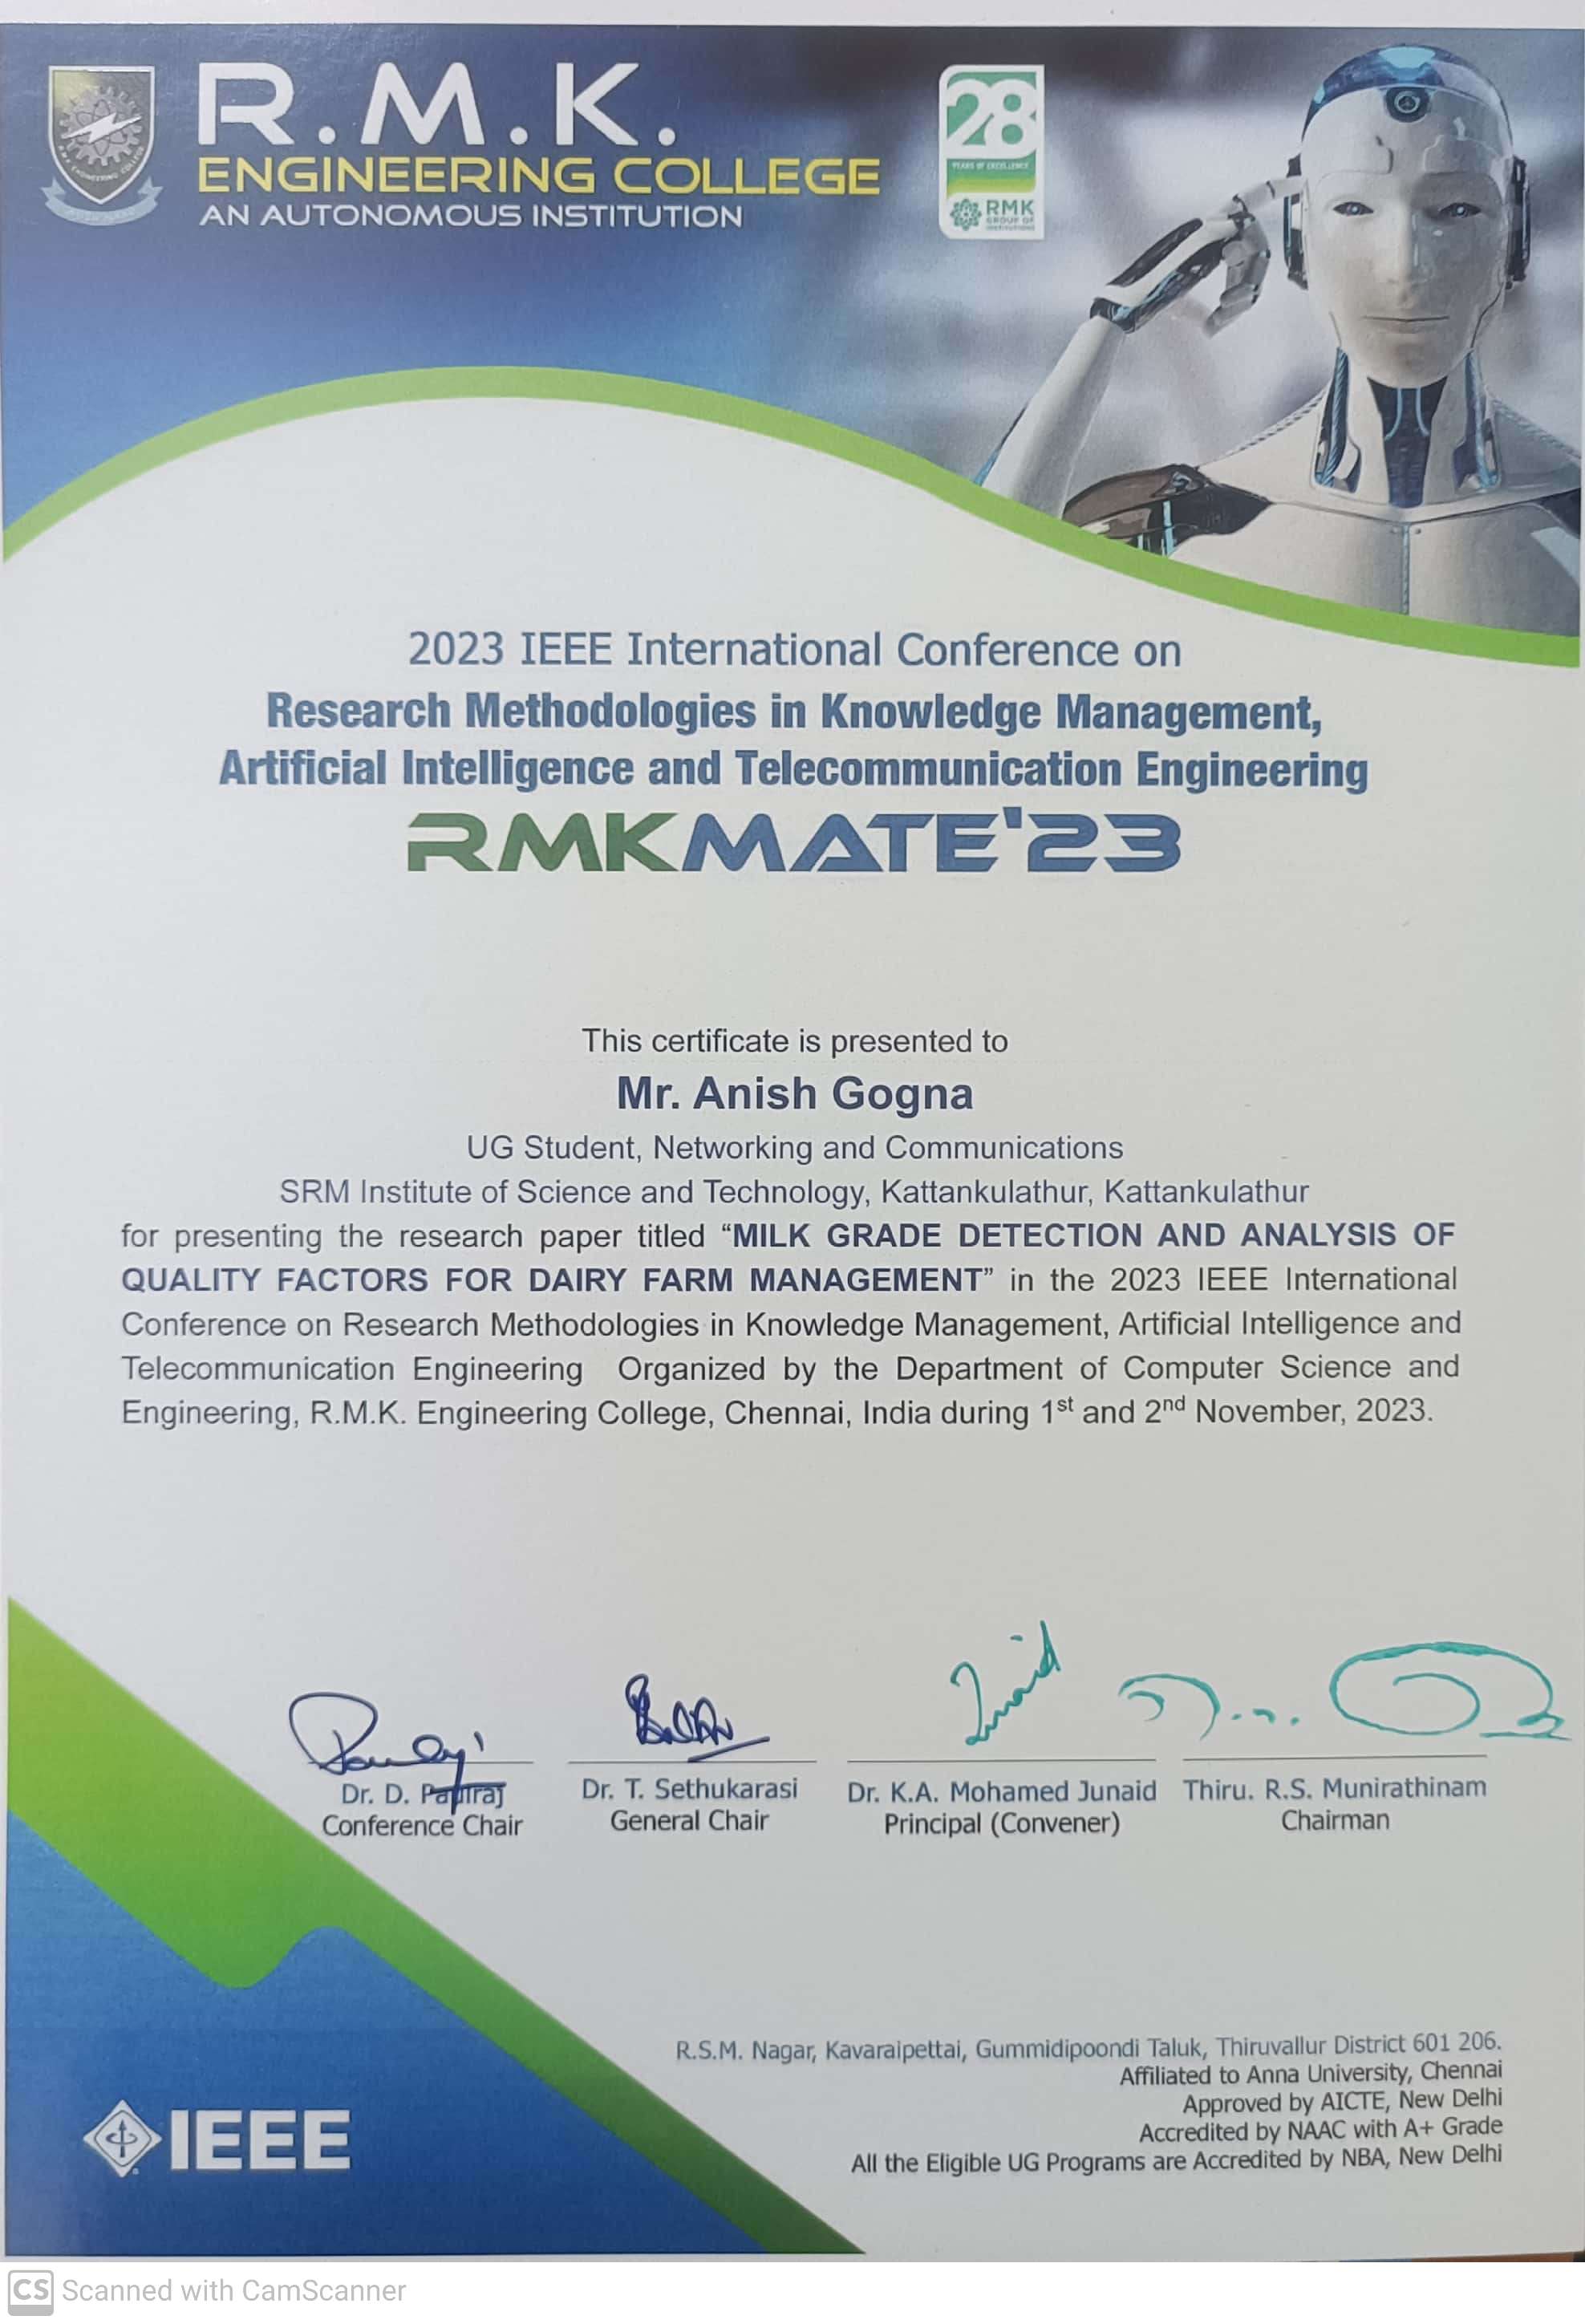 R.M.K.
ENGINEERING COLLEGE
AN AUTONOMOUS INSTITUTION
28
YEARS OF EXCELLENCE
RMK
GROUP OF
INSTITUTIONS
2023 IEEE International Conference on
Research Methodologies in Knowledge Management,
Artificial Intelligence and Telecommunication Engineering
RMKMATE'23
This certificate is presented to
Mr. Anish Gogna
UG Student, Networking and Communications
SRM Institute of Science and Technology, Kattankulathur, Kattankulathur
for presenting the research paper titled “MILK GRADE DETECTION AND ANALYSIS OF
QUALITY FACTORS FOR DAIRY FARM MANAGEMENT” in the 2023 IEEE International
Conference on Research Methodologies in Knowledge Management, Artificial Intelligence and
Telecommunication Engineering Organized by the Department of Computer Science and
Engineering, R.M.K. Engineering College, Chennai, India during 1st and 2nd November, 2023.
Junaid
Dr. D. Dr. T. Sethukarasi Dr. K.A. Mohamed Junaid Thiru. R.S. Munirathinam
Conference Chair General Chair Principal (Convener) Chairman
R.S.M. Nagar, Kavaraipettai, Gummidipoondi Taluk, Thiruvallur District 601 206.
Affiliated to Anna University, Chennai
Approved by AICTE, New Delhi
Accredited by NAAC with A+ Grade
All the Eligible UG Programs are Accredited by NBA, New Delhi
IEEE
CS Scanned with CamScanner